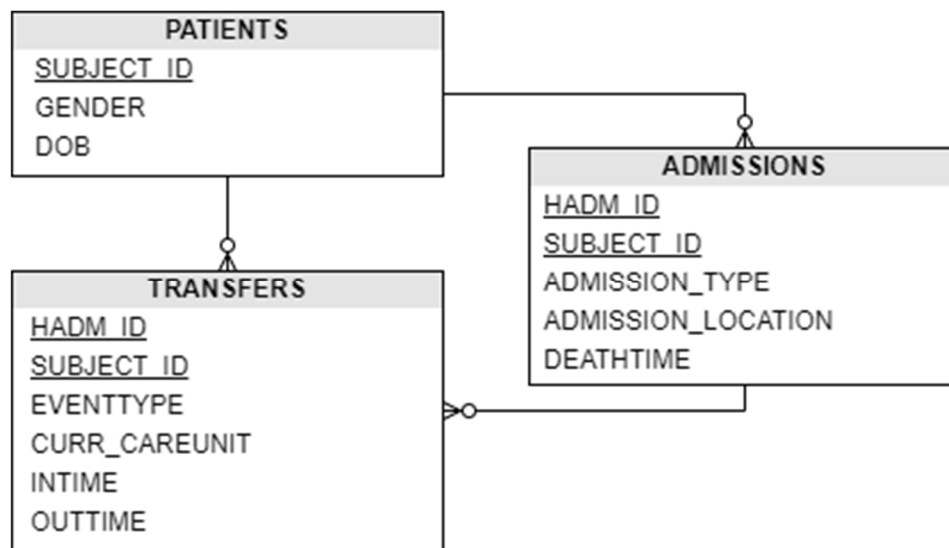 PATIENTS
SUBJECT_ID
GENDER
DOB
ADMISSIONS
HADM_ID
SUBJECT_ID
ADMISSION_TYPE
ADMISSION_LOCATION
DEATHTIME
TRANSFERS
HADM_ID
SUBJECT_ID
EVENTTYPE
CURR_CAREUNIT
INTIME
OUTTIME